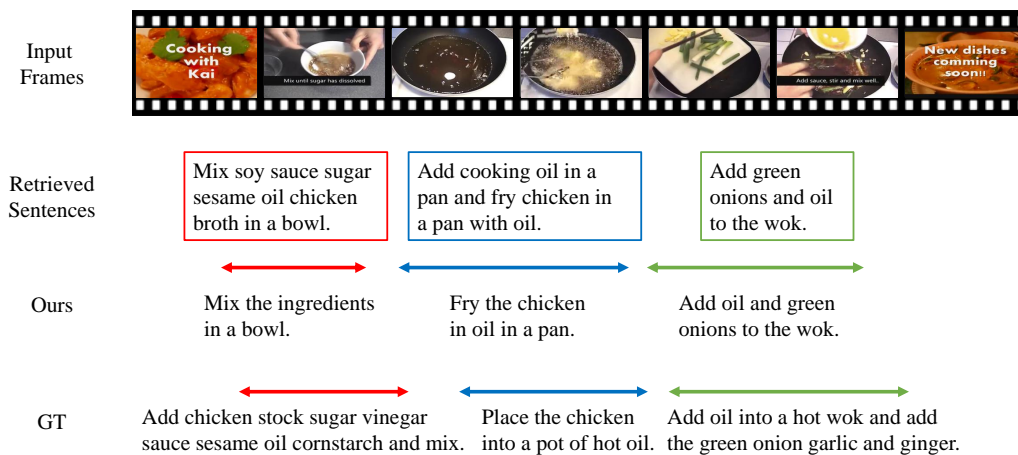 Input
Frames
Cooking
with
Kai
Mix until sugar has dissolved
Add sauce, stir and mix well.
New dishes
comming
soon!!
Retrieved
Sentences
Mix soy sauce sugar
sesame oil chicken
broth in a bowl.
Add cooking oil in a
pan and fry chicken in
a pan with oil.
Add green
onions and oil
to the wok.
Ours
Mix the ingredients
in a bowl.
Fry the chicken
in oil in a pan.
Add oil and green
onions to the wok.
GT
Add chicken stock sugar vinegar
sauce sesame oil cornstarch and mix.
Place the chicken
into a pot of hot oil.
Add oil into a hot wok and add
the green onion garlic and ginger.